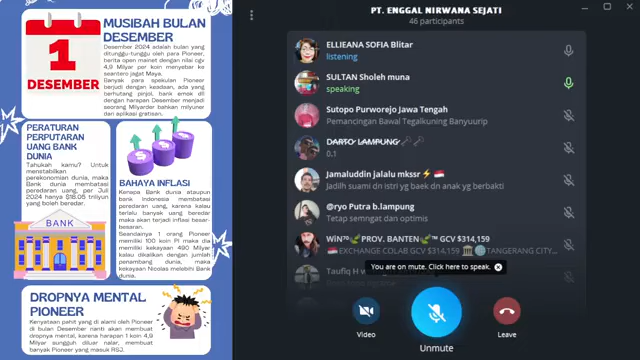 MUSIBAH BULAN
DESEMBER
1
DESEMBER
Desember 2024 adalah bulan yang
ditunggu-tunggu oleh para Pioneer,
berita open mainet dengan nilai cgv
4,9 Milyar per koin menyebar ke
seantero jagat Maya.
Banyak para spekulan Pioneer
berjudi dengan keadaan, ada yang
berhutang pinjol, bank emok dll
dengan harapan Desember menjadi
seorang Milyarder bahkan milyuner
dan aplikasi gratisan.
PERATURAN
PERPUTARAN
UANG BANK
DUNIA
Tahukah kamu? Untuk
menstabilkan
perekonomian dunia, maka
Bank dunia membatasi
peredaran uang, per Juli
2024 hanya $18.05 triliyun
yang boleh beredar.
BANK
BAHAYA INFLASI
Kenapa Bank dunia ataupun
bank Indonesia membatasi
peredaran uang, karena kalau
terlalu banyak uang beredar
maka akan terjadi inflasi besar-
besaran.
Seandainya 1 orang Pioneer
memiliki 100 koin PI maka dia
memiliki kekayaan 490 Milyar
kalau dikalikan dengan jumlah
penambang dunia, maka
kekayaan Nicolas melebihi Bank
dunia.
DROPNYA MENTAL
PIONEER
Kenyataan pahit yang di alami oleh Pioneer
di bulan Desember nanti akan membuat
dropnya mental, karena harapan 1 koin 4,9
Milyar sungguh diluar nalar, membuat
banyak Pioneer yang masuk RSJ.
PT. ENGGAL NIRWANA SEJATI
46 participants
ELLIEANA SOFIA Blitar
listening
SULTAN Sholeh muna
speaking
Sutopo Purworejo Jawa Tengah
Pemancingan Bawal Tegalkuning Banyuurip
DARTO LAMPUNG
0.1
Jamaluddin jalalu mkssr
Jadilh suami dn istri yg baek dn anak yg berbakti
@ryo Putra b.lampung
Tetap semngat dan optimis
WiN⁷⁰ PROV. BANTEN ™ GCV $314,159
EXCHANGE COLAB GCV $314,159 TANGERANG CITY...
Taufiq H
You are on mute. Click here to speak.
Video
Unmute
Leave